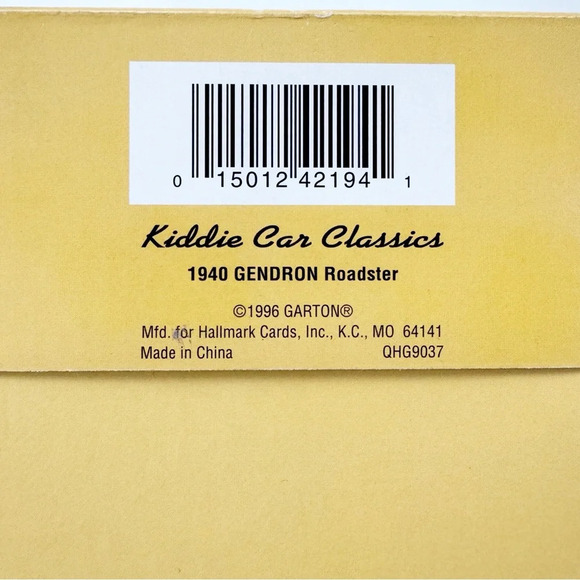 0 15012 42194 1
Kiddie Car Classics
1940 GENDRON Roadster
©1996 GARTON®
Mfd. for Hallmark Cards, Inc., K.C., MO 64141
Made in China QHG9037